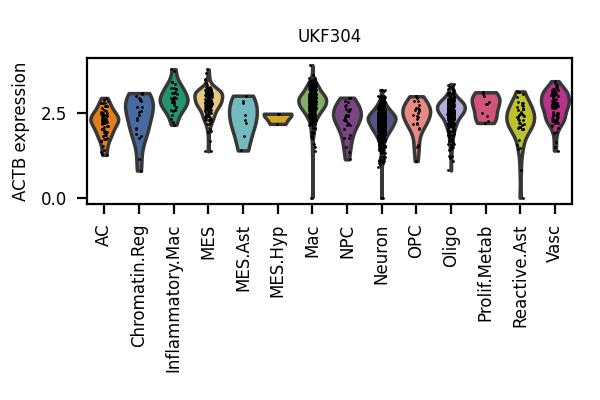 UKF304
ACTB expression
2.5
0.0
AC
Chromatin.Reg
Inflammatory.Mac
MES
MES.Ast
MES.Hyp
Mac
NPC
Neuron
OPC
Oligo
Prolif.Metab
Reactive.Ast
Vasc